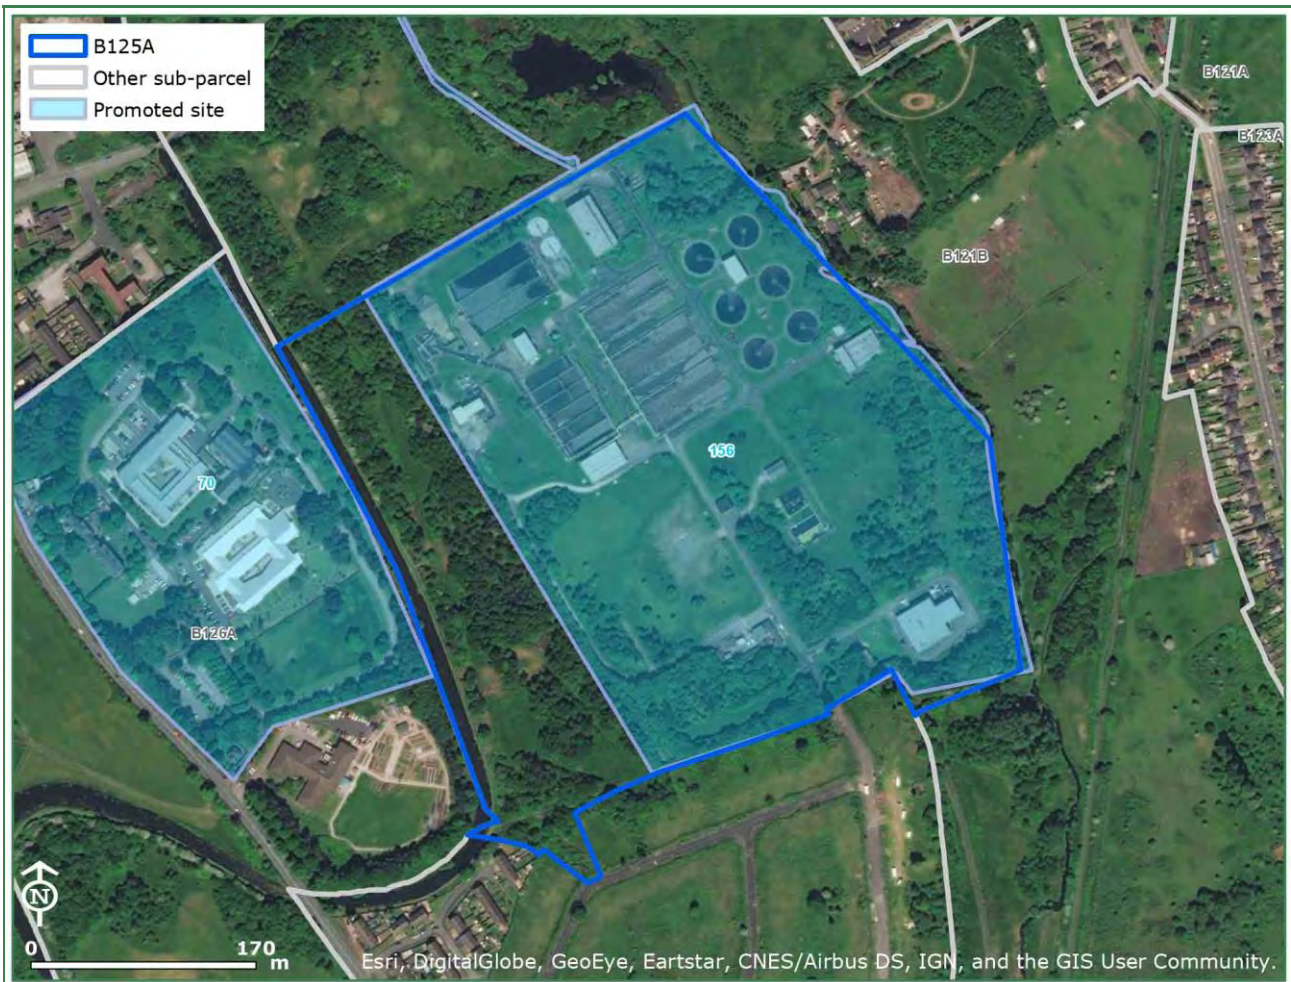 B125A
Other sub-parcel
Promoted site
B121A
B123A
B121B
156
70
B126A
N
0 170 m
Esri, DigitalGlobe, GeoEye, Eartstar, CNES/Airbus DS, IGN, and the GIS User Community.